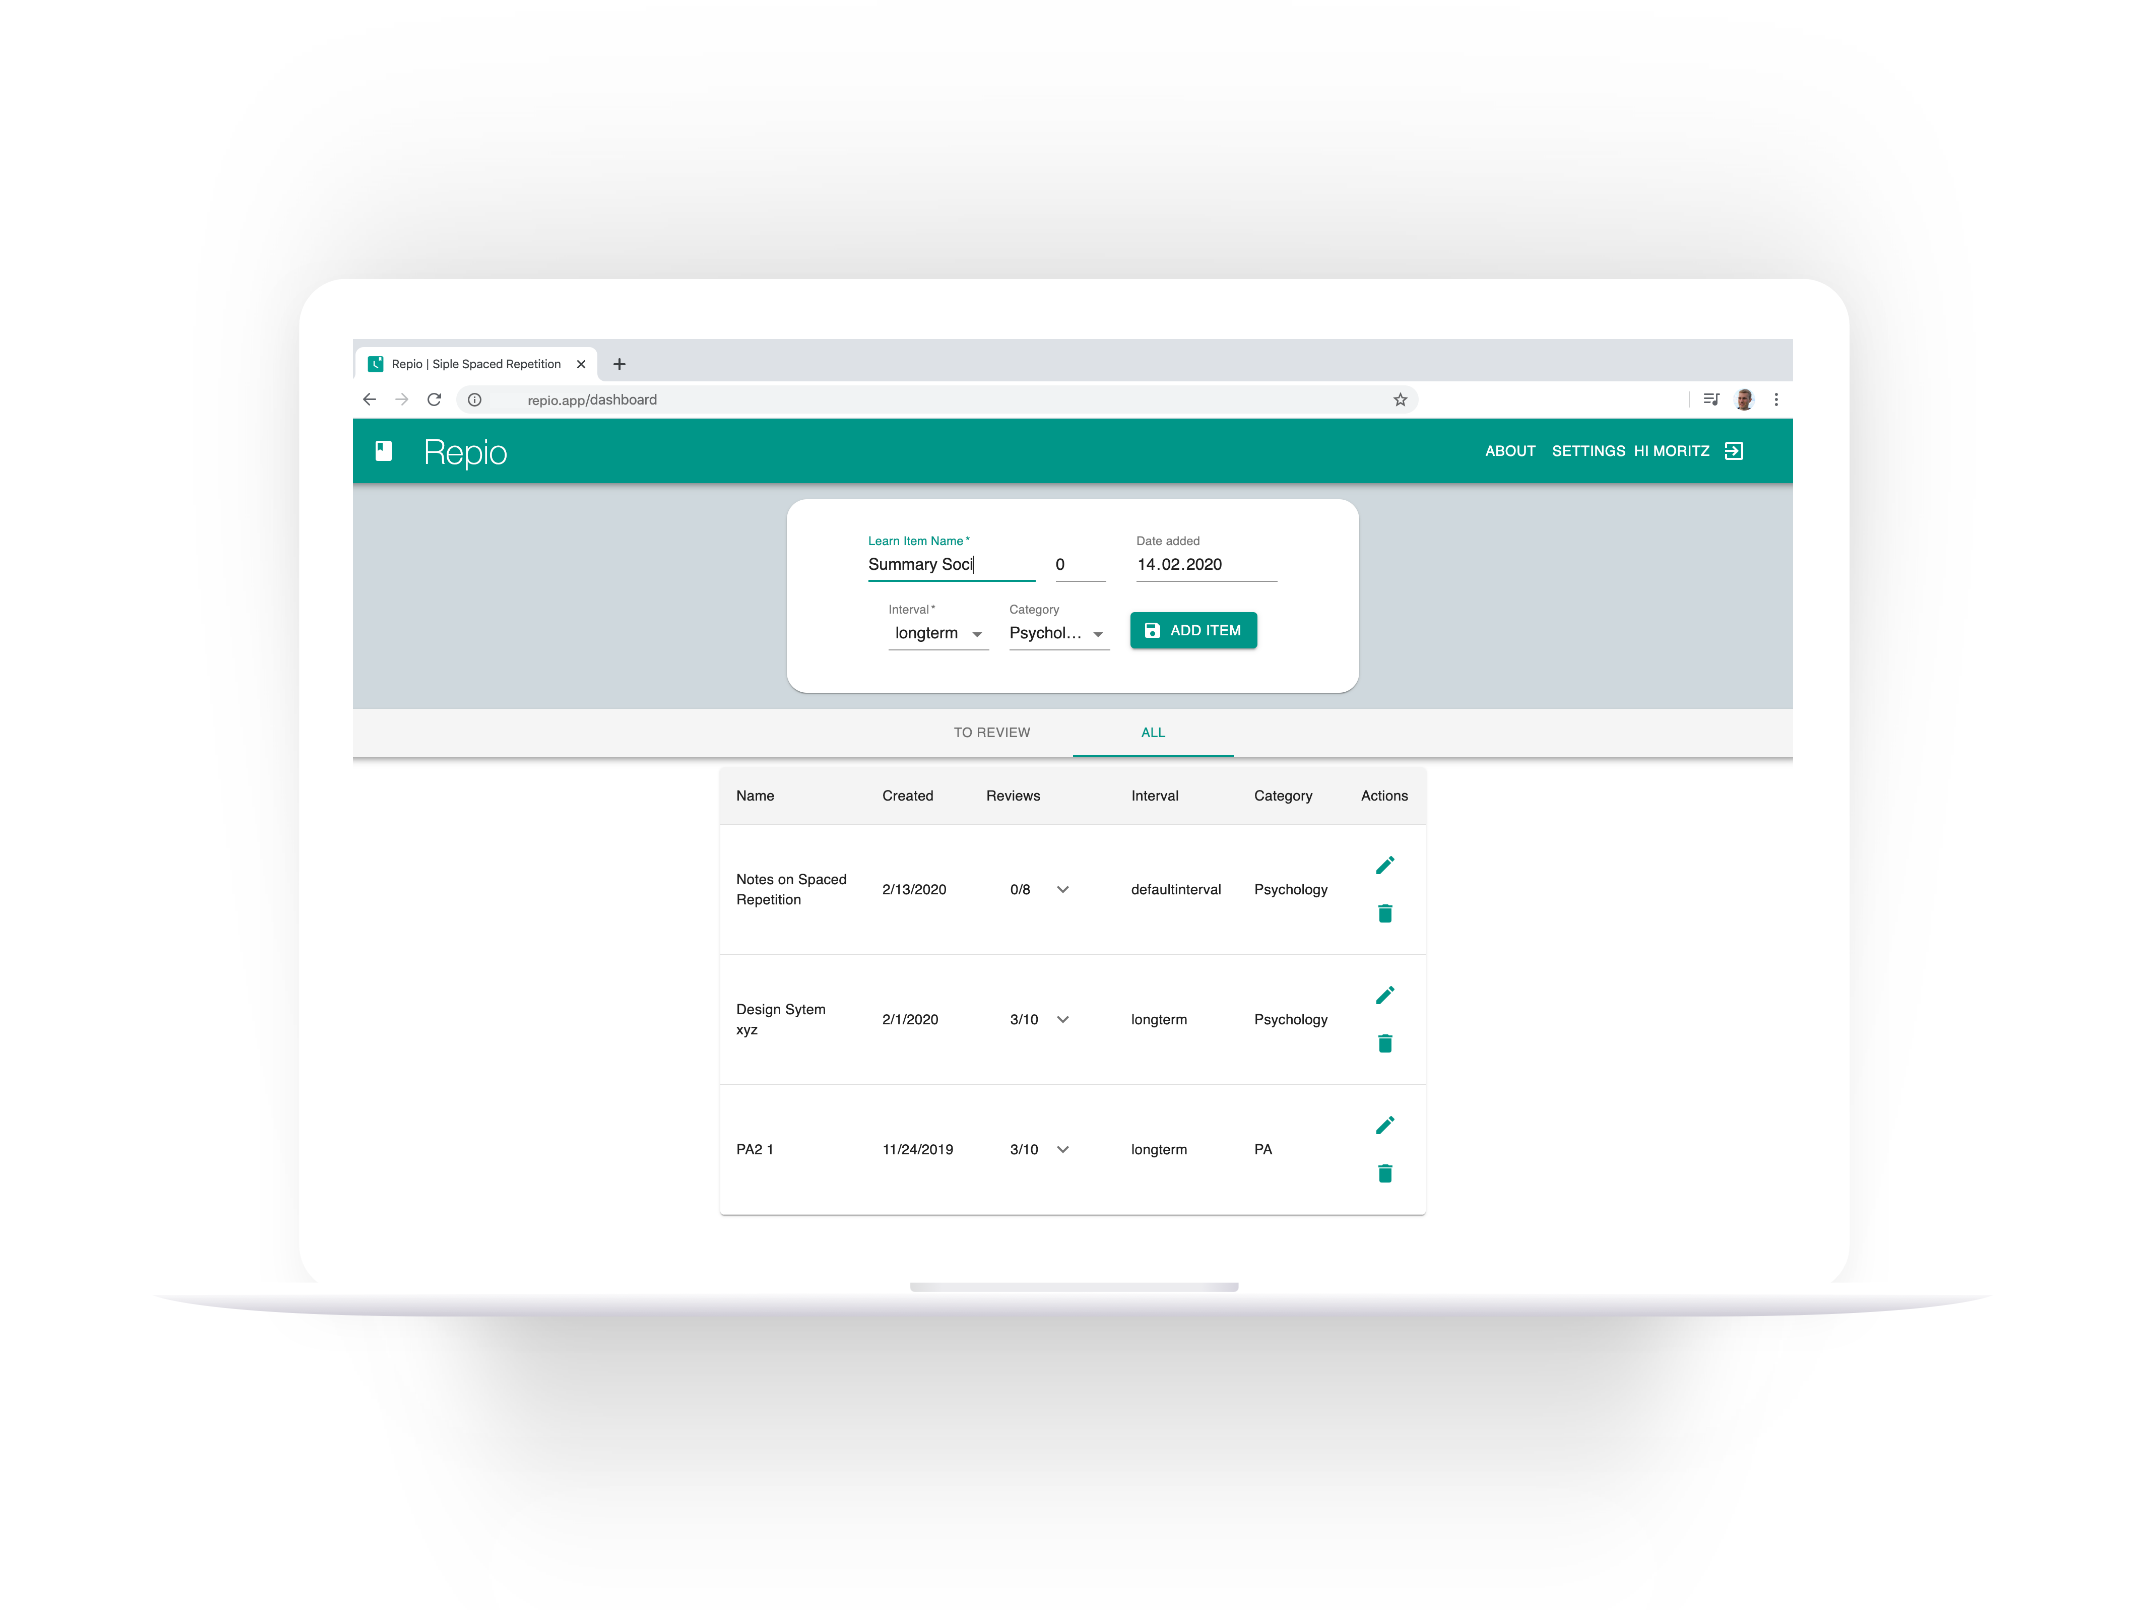 Repio | Siple Spaced Repetition
repio.app/dashboard
Repio
ABOUT SETTINGS HI MORITZ
Learn Item Name * Date added
Summary Soci 0 14.02.2020
Interval * Category
longterm Psychol... ADD ITEM
TO REVIEW ALL
Name Created Reviews Interval Category Actions
Notes on Spaced
Repetition 2/13/2020 0/8 defaultinterval Psychology
Design Sytem
xyz 2/1/2020 3/10 longterm Psychology
PA2 1 11/24/2019 3/10 longterm PA